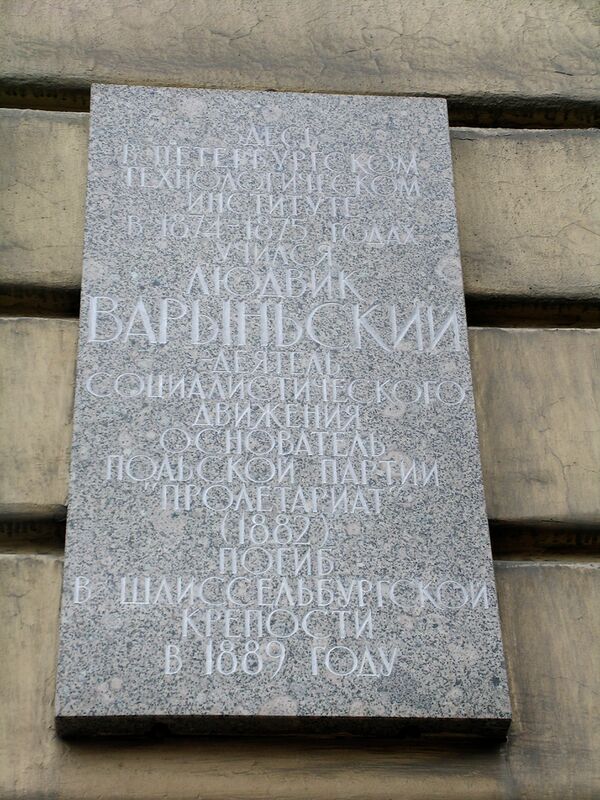 ЗДЕСЬ
В ПЕТЕРБУРГСКОМ
ТЕХНОЛОГИЧЕСКОМ
ИНСТИТУТЕ
В 1874–1875 ГОДАХ
УЧИЛСЯ
ЛЮДВИК
ВАРЫНЬСКИЙ
ДЕЯТЕЛЬ
СОЦИАЛИСТИЧЕСКОГО
ДВИЖЕНИЯ
ОСНОВАТЕЛЬ
ПОЛЬСКОЙ ПАРТИИ
"ПРОЛЕТАРИАТ"
(1882)
ПОГИБ
В ШЛИССЕЛЬБУРГСКОЙ
КРЕПОСТИ
В 1889 ГОДУ